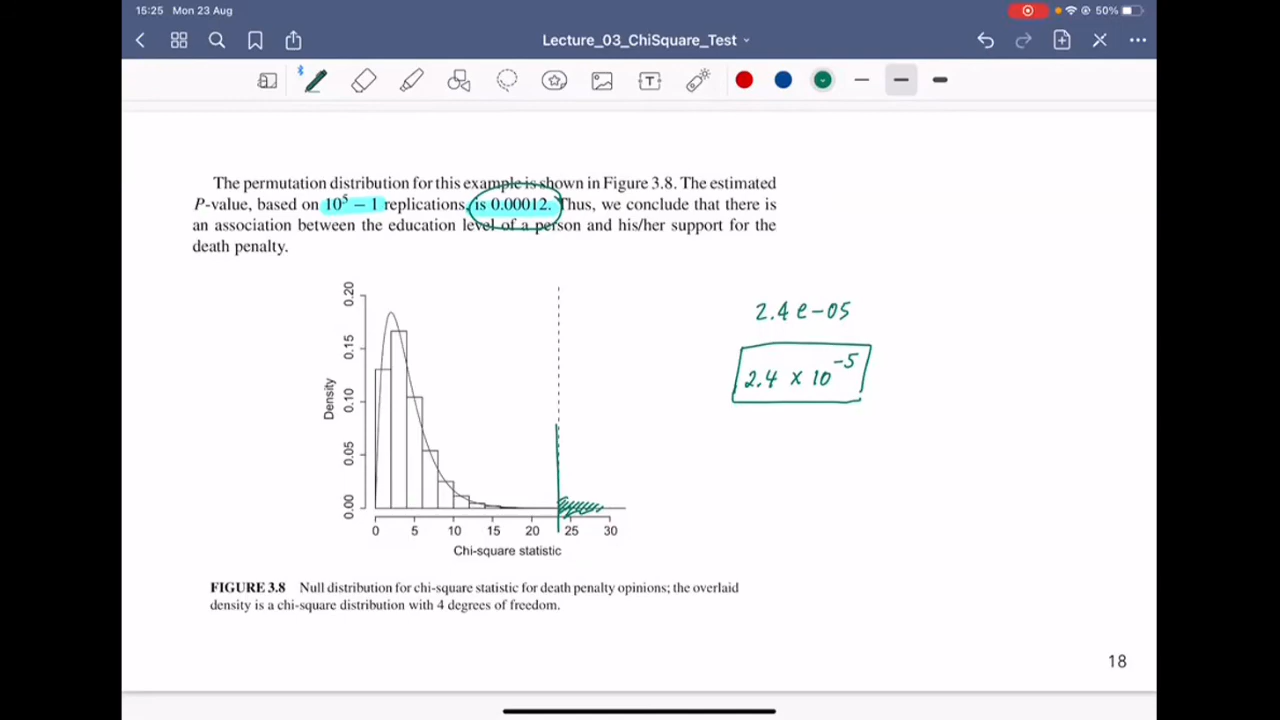 15:25 Mon 23 Aug
50%
Lecture_03_ChiSquare_Test
The permutation distribution for this example is shown in Figure 3.8. The estimated
P-value, based on 10⁵ − 1 replications, is 0.00012. Thus, we conclude that there is
an association between the education level of a person and his/her support for the
death penalty.
2.4 e-05
2.4 × 10⁻⁵
0.20
0.15
0.10
0.05
0.00
Density
0 5 10 15 20 25 30
Chi-square statistic
FIGURE 3.8 Null distribution for chi-square statistic for death penalty opinions; the overlaid
density is a chi-square distribution with 4 degrees of freedom.
18